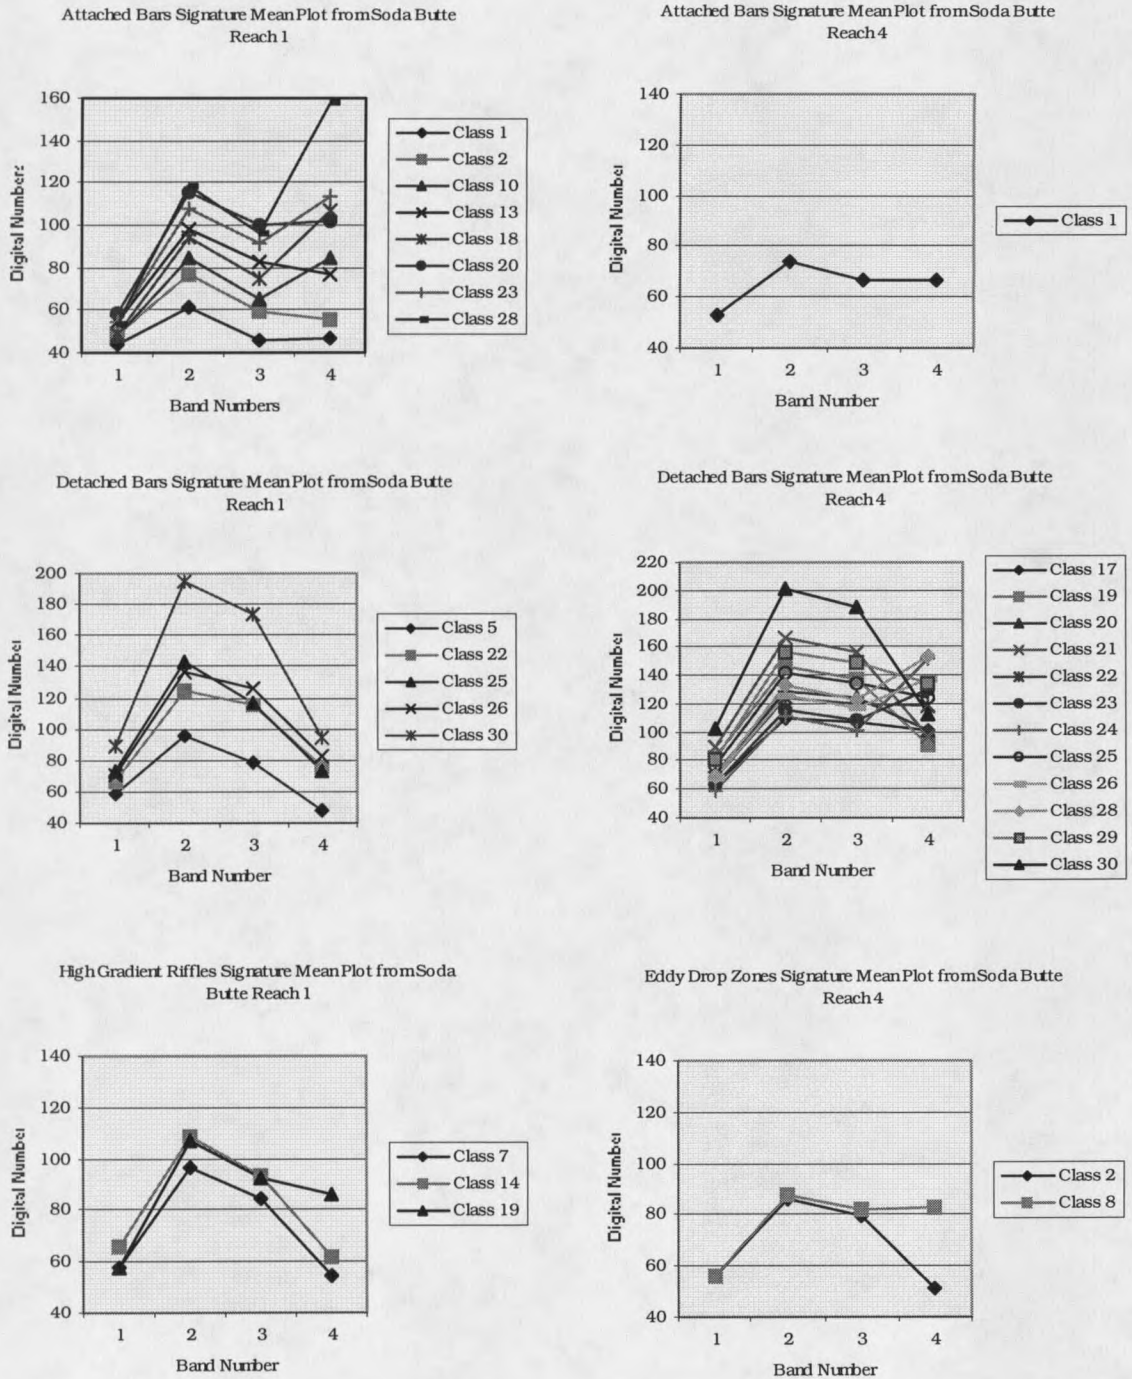 Attached Bars Signature Mean Plot from Soda Butte
Reach 1
160
140
120
100
80
60
40
Digital Numbers
1 2 3 4
Band Numbers
Class 1
Class 2
Class 10
Class 13
Class 18
Class 20
Class 23
Class 28
Attached Bars Signature Mean Plot from Soda Butte
Reach 4
140
120
100
80
60
40
Digital Number
1 2 3 4
Band Number
Class 1
Detached Bars Signature Mean Plot from Soda Butte
Reach 1
200
180
160
140
120
100
80
60
40
Digital Number
1 2 3 4
Band Number
Class 5
Class 22
Class 25
Class 26
Class 30
Detached Bars Signature Mean Plot from Soda Butte
Reach 4
220
200
180
160
140
120
100
80
60
40
Digital Number
1 2 3 4
Band Number
Class 17
Class 19
Class 20
Class 21
Class 22
Class 23
Class 24
Class 25
Class 26
Class 28
Class 29
Class 30
High Gradient Riffles Signature Mean Plot from Soda
Butte Reach 1
140
120
100
80
60
40
Digital Number
1 2 3 4
Band Number
Class 7
Class 14
Class 19
Eddy Drop Zones Signature Mean Plot from Soda Butte
Reach 4
140
120
100
80
60
40
Digital Number
1 2 3 4
Band Number
Class 2
Class 8